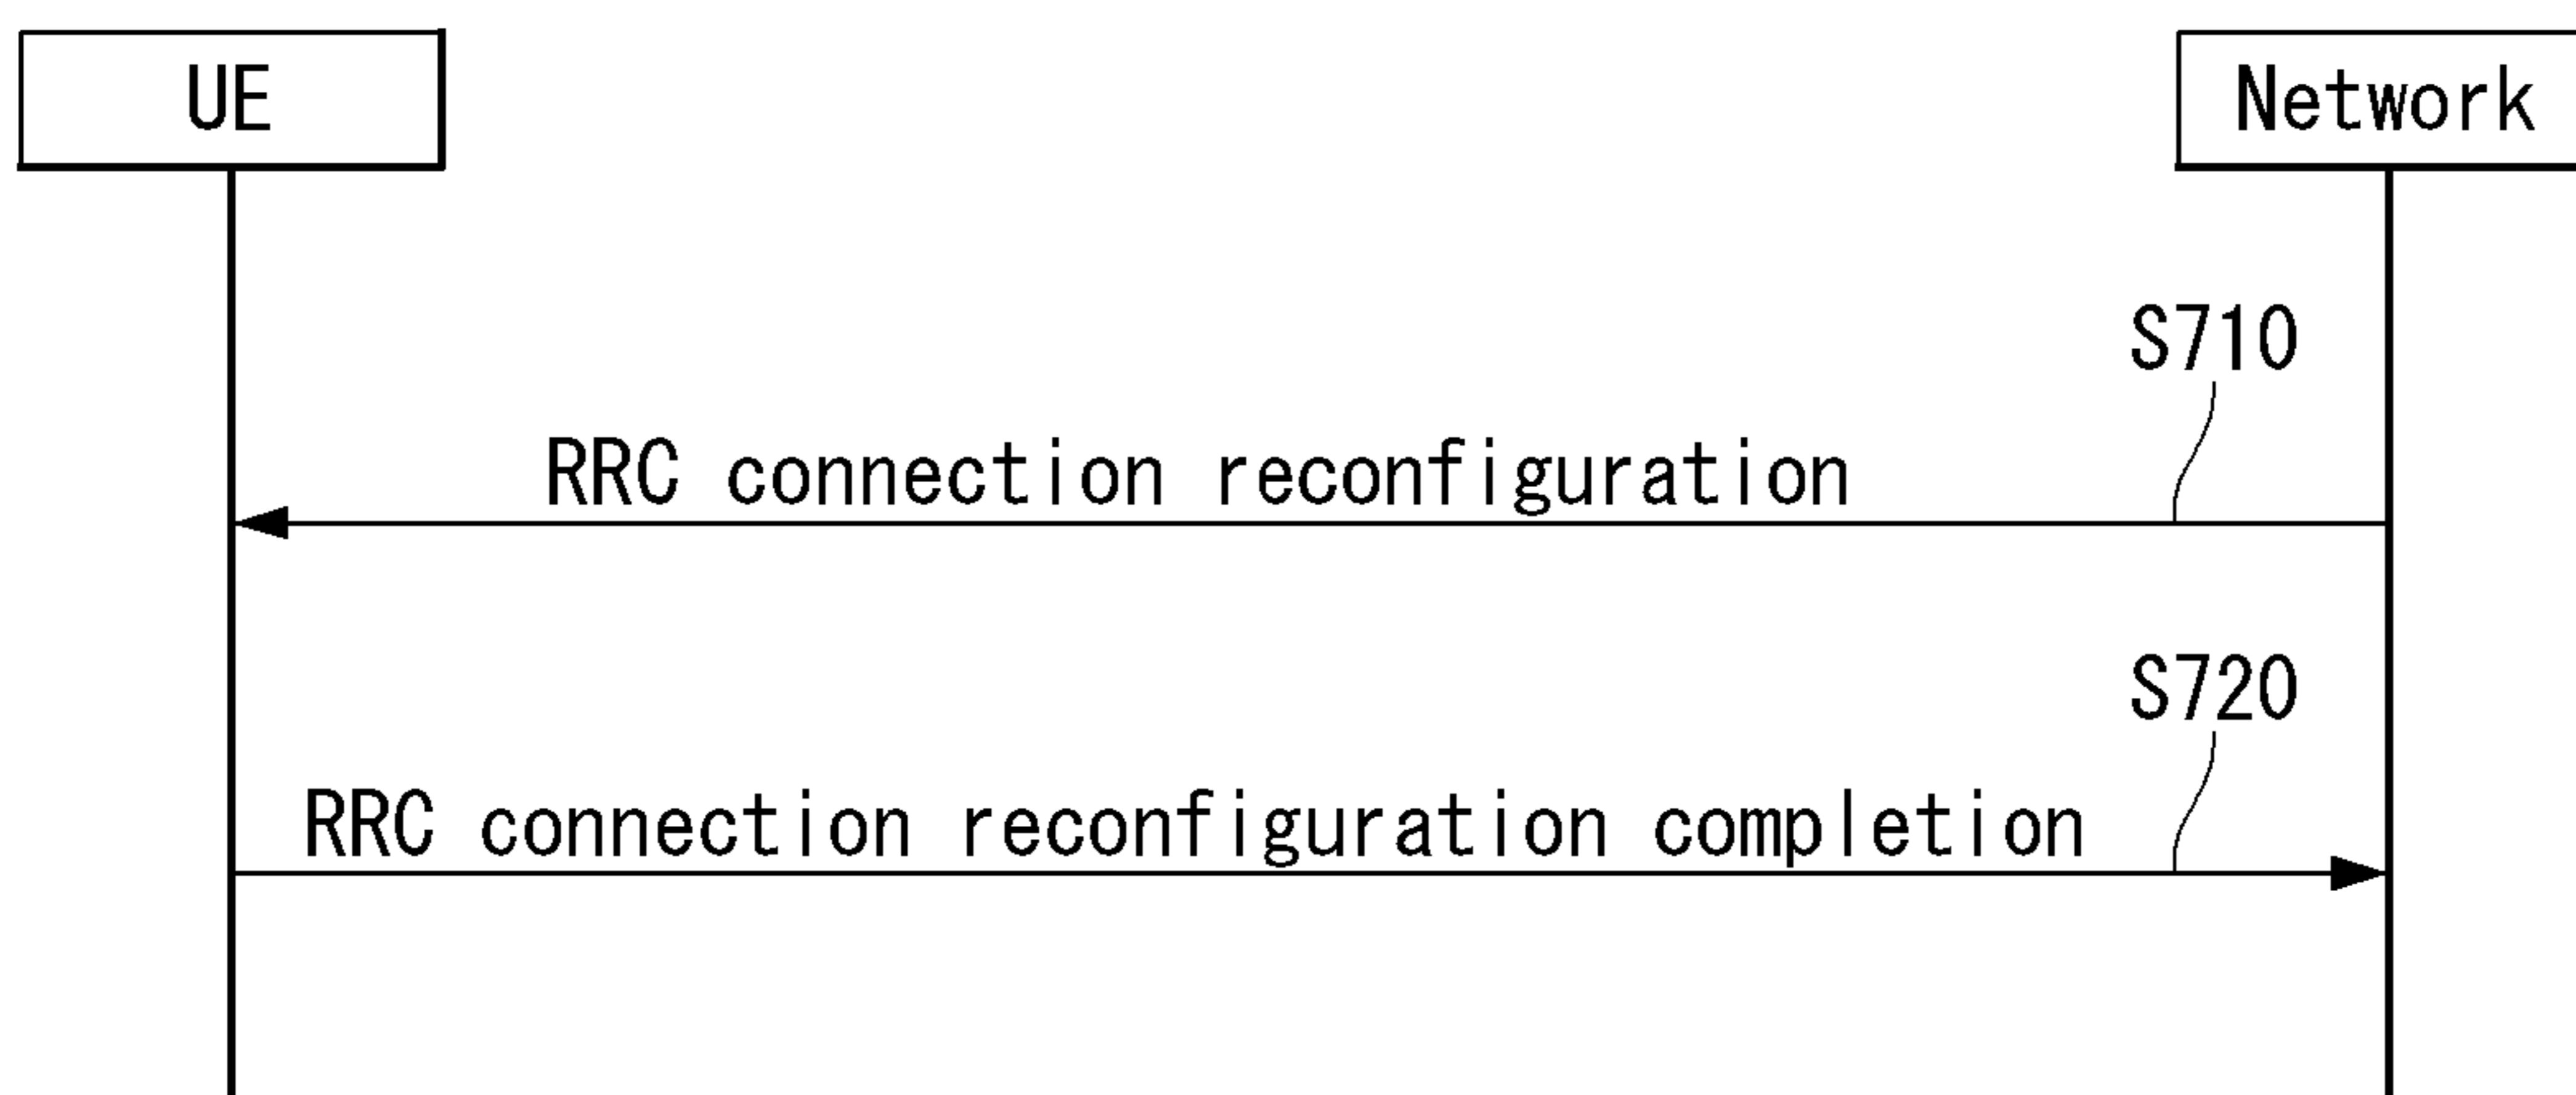 UE
Network
S710
RRC connection reconfiguration
S720
RRC connection reconfiguration completion